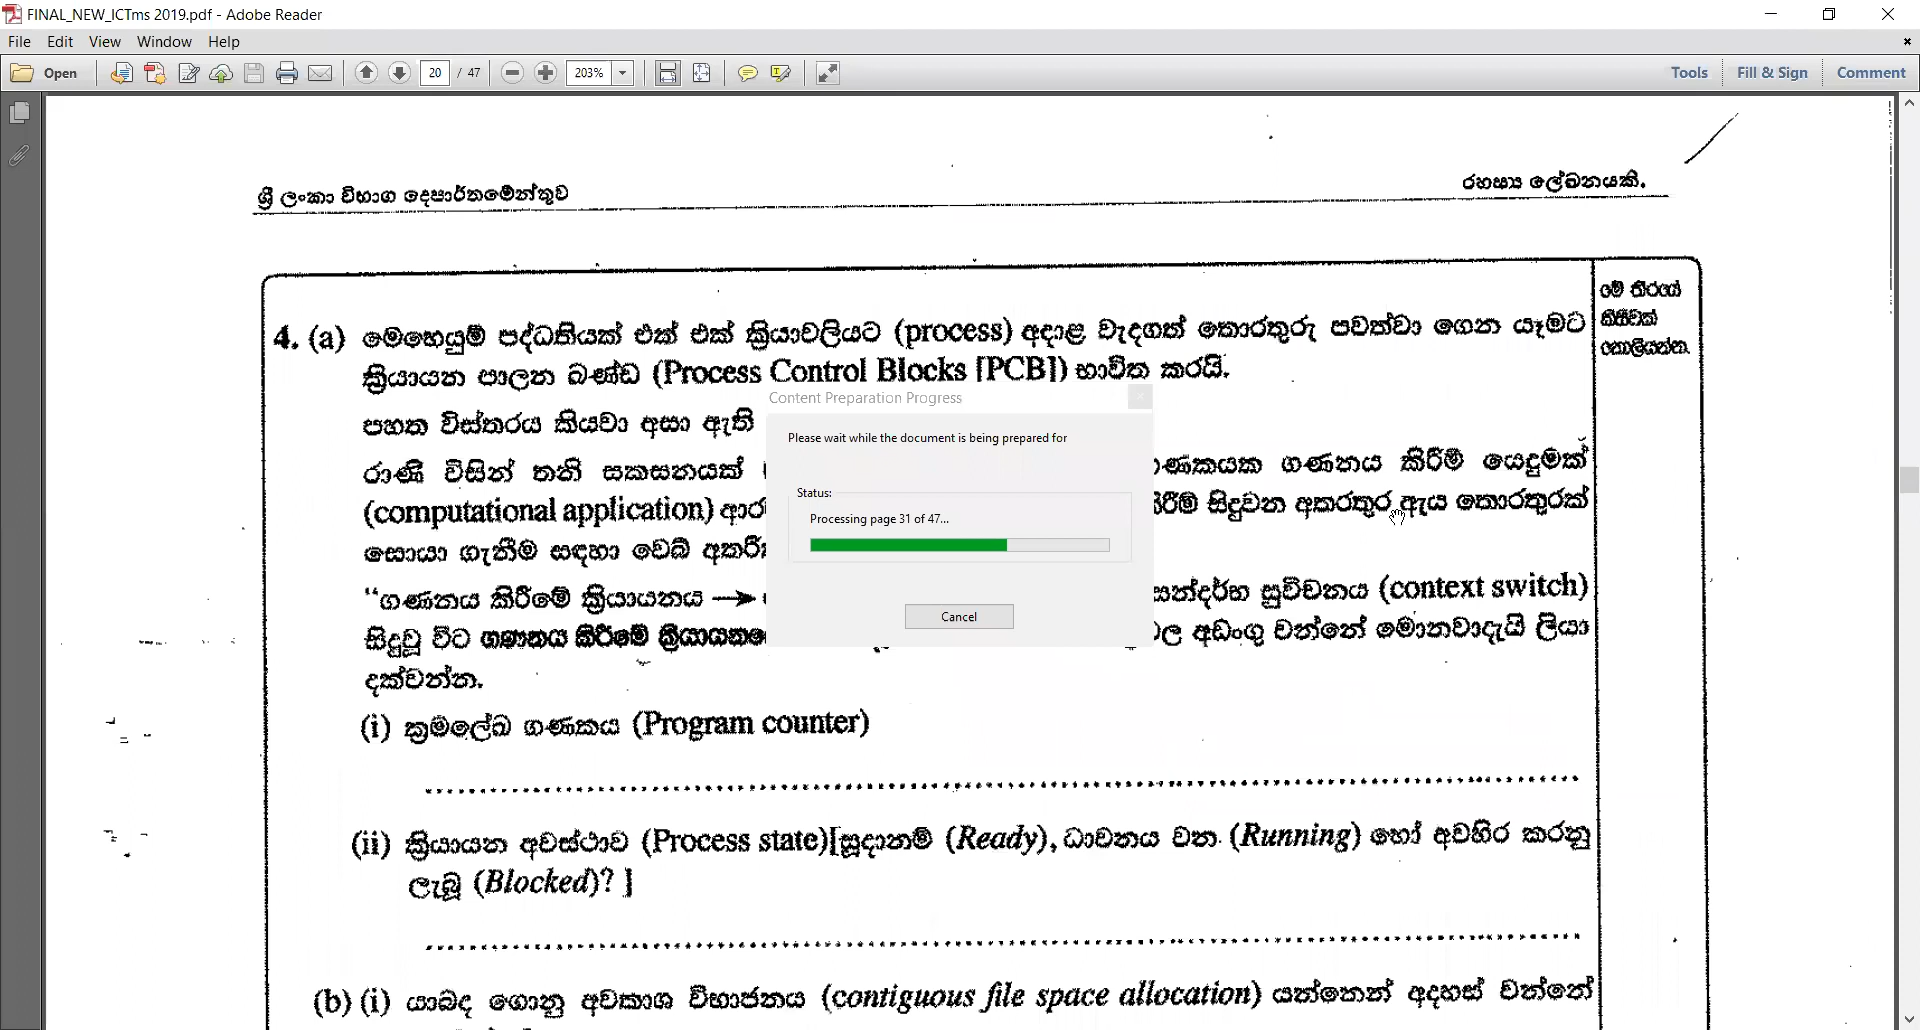 FINAL_NEW_ICTms 2019.pdf - Adobe Reader
File Edit View Window Help
Open 20 / 47 203% Tools Fill & Sign Comment
ශ්‍රී ලංකා විභාග දෙපාර්තමේන්තුව රහස්‍ය ලේඛනයකි.
4. (a) මෙහෙයුම් පද්ධතියක් එක් එක් ක්‍රියාවලියට (process) අදාළ වැදගත් තොරතුරු පවත්වා ගෙන යෑමට
ක්‍රියායන පාලන ඛණ්ඩ (Process Control Blocks [PCB]) භාවිත කරයි.
මේ තීරයේ
කිසිවක්
නොලියන්න.
පහත විස්තරය කියවා අසා ඇති
රාණි විසින් තනි සකසනයක් ගණනය කිරීම් යෙදුමක්
(computational application) සිදුවන අතරතුර ඇය තොරතුරක්
සොයා ගැනීම සඳහා වෙබ්
“ගණනය කිරීමේ ක්‍රියායනය → සන්දර්භ සුවිචනය (context switch)
සිදුවූ විට ගණනය කිරීමේ අඩංගු වන්නේ මොනවාදැයි ලියා
දක්වන්න.
Content Preparation Progress
Please wait while the document is being prepared for
Status:
Processing page 31 of 47...
Cancel
(i) ක්‍රමලේඛ ගණකය (Program counter)
(ii) ක්‍රියායන අවස්ථාව (Process state)[සූදානම් (Ready), ධාවනය වන (Running) හෝ අවහිර කරනු
ලැබූ (Blocked)? ]
(b) (i) යාබද ගොනු අවකාශ විභාජනය (contiguous file space allocation) යන්නෙන් අදහස් වන්නේ